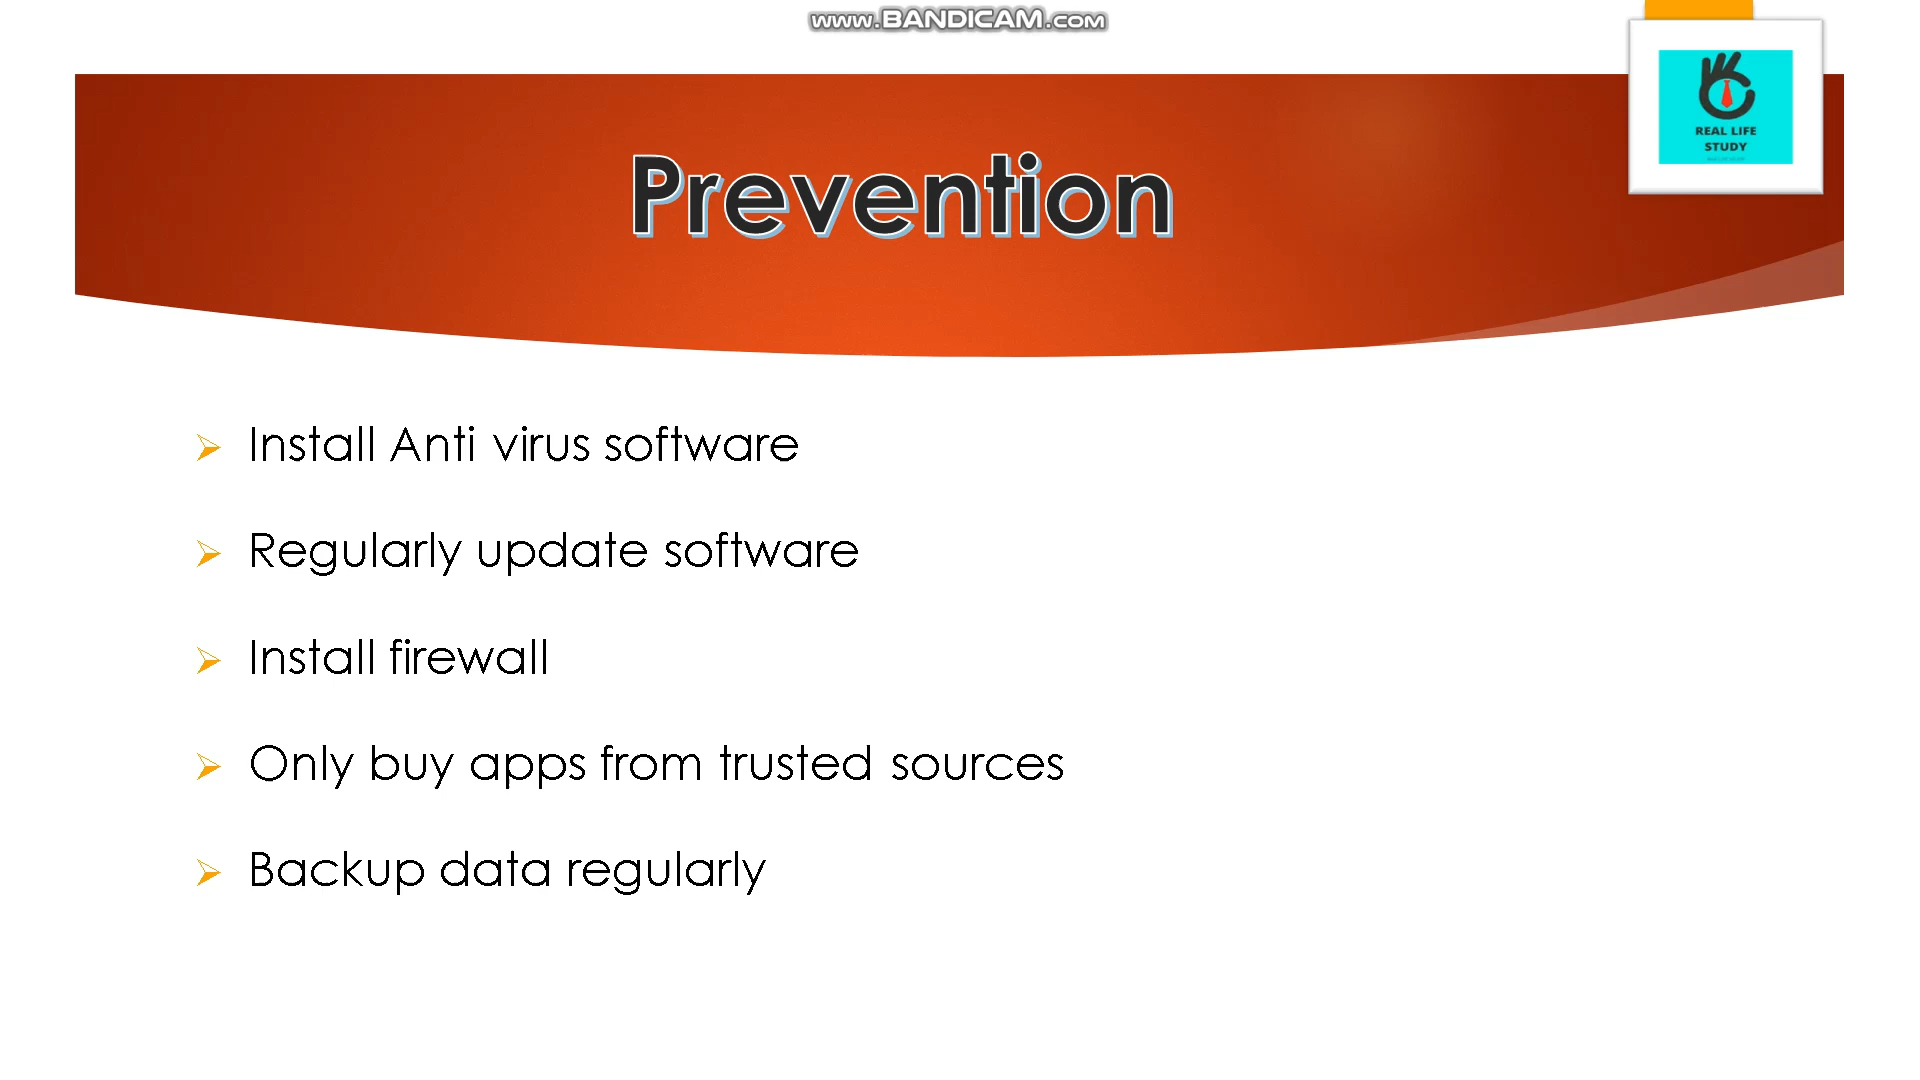 www.BANDICAM.com
REAL LIFE
STUDY
Prevention
Install Anti virus software
Regularly update software
Install firewall
Only buy apps from trusted sources
Backup data regularly